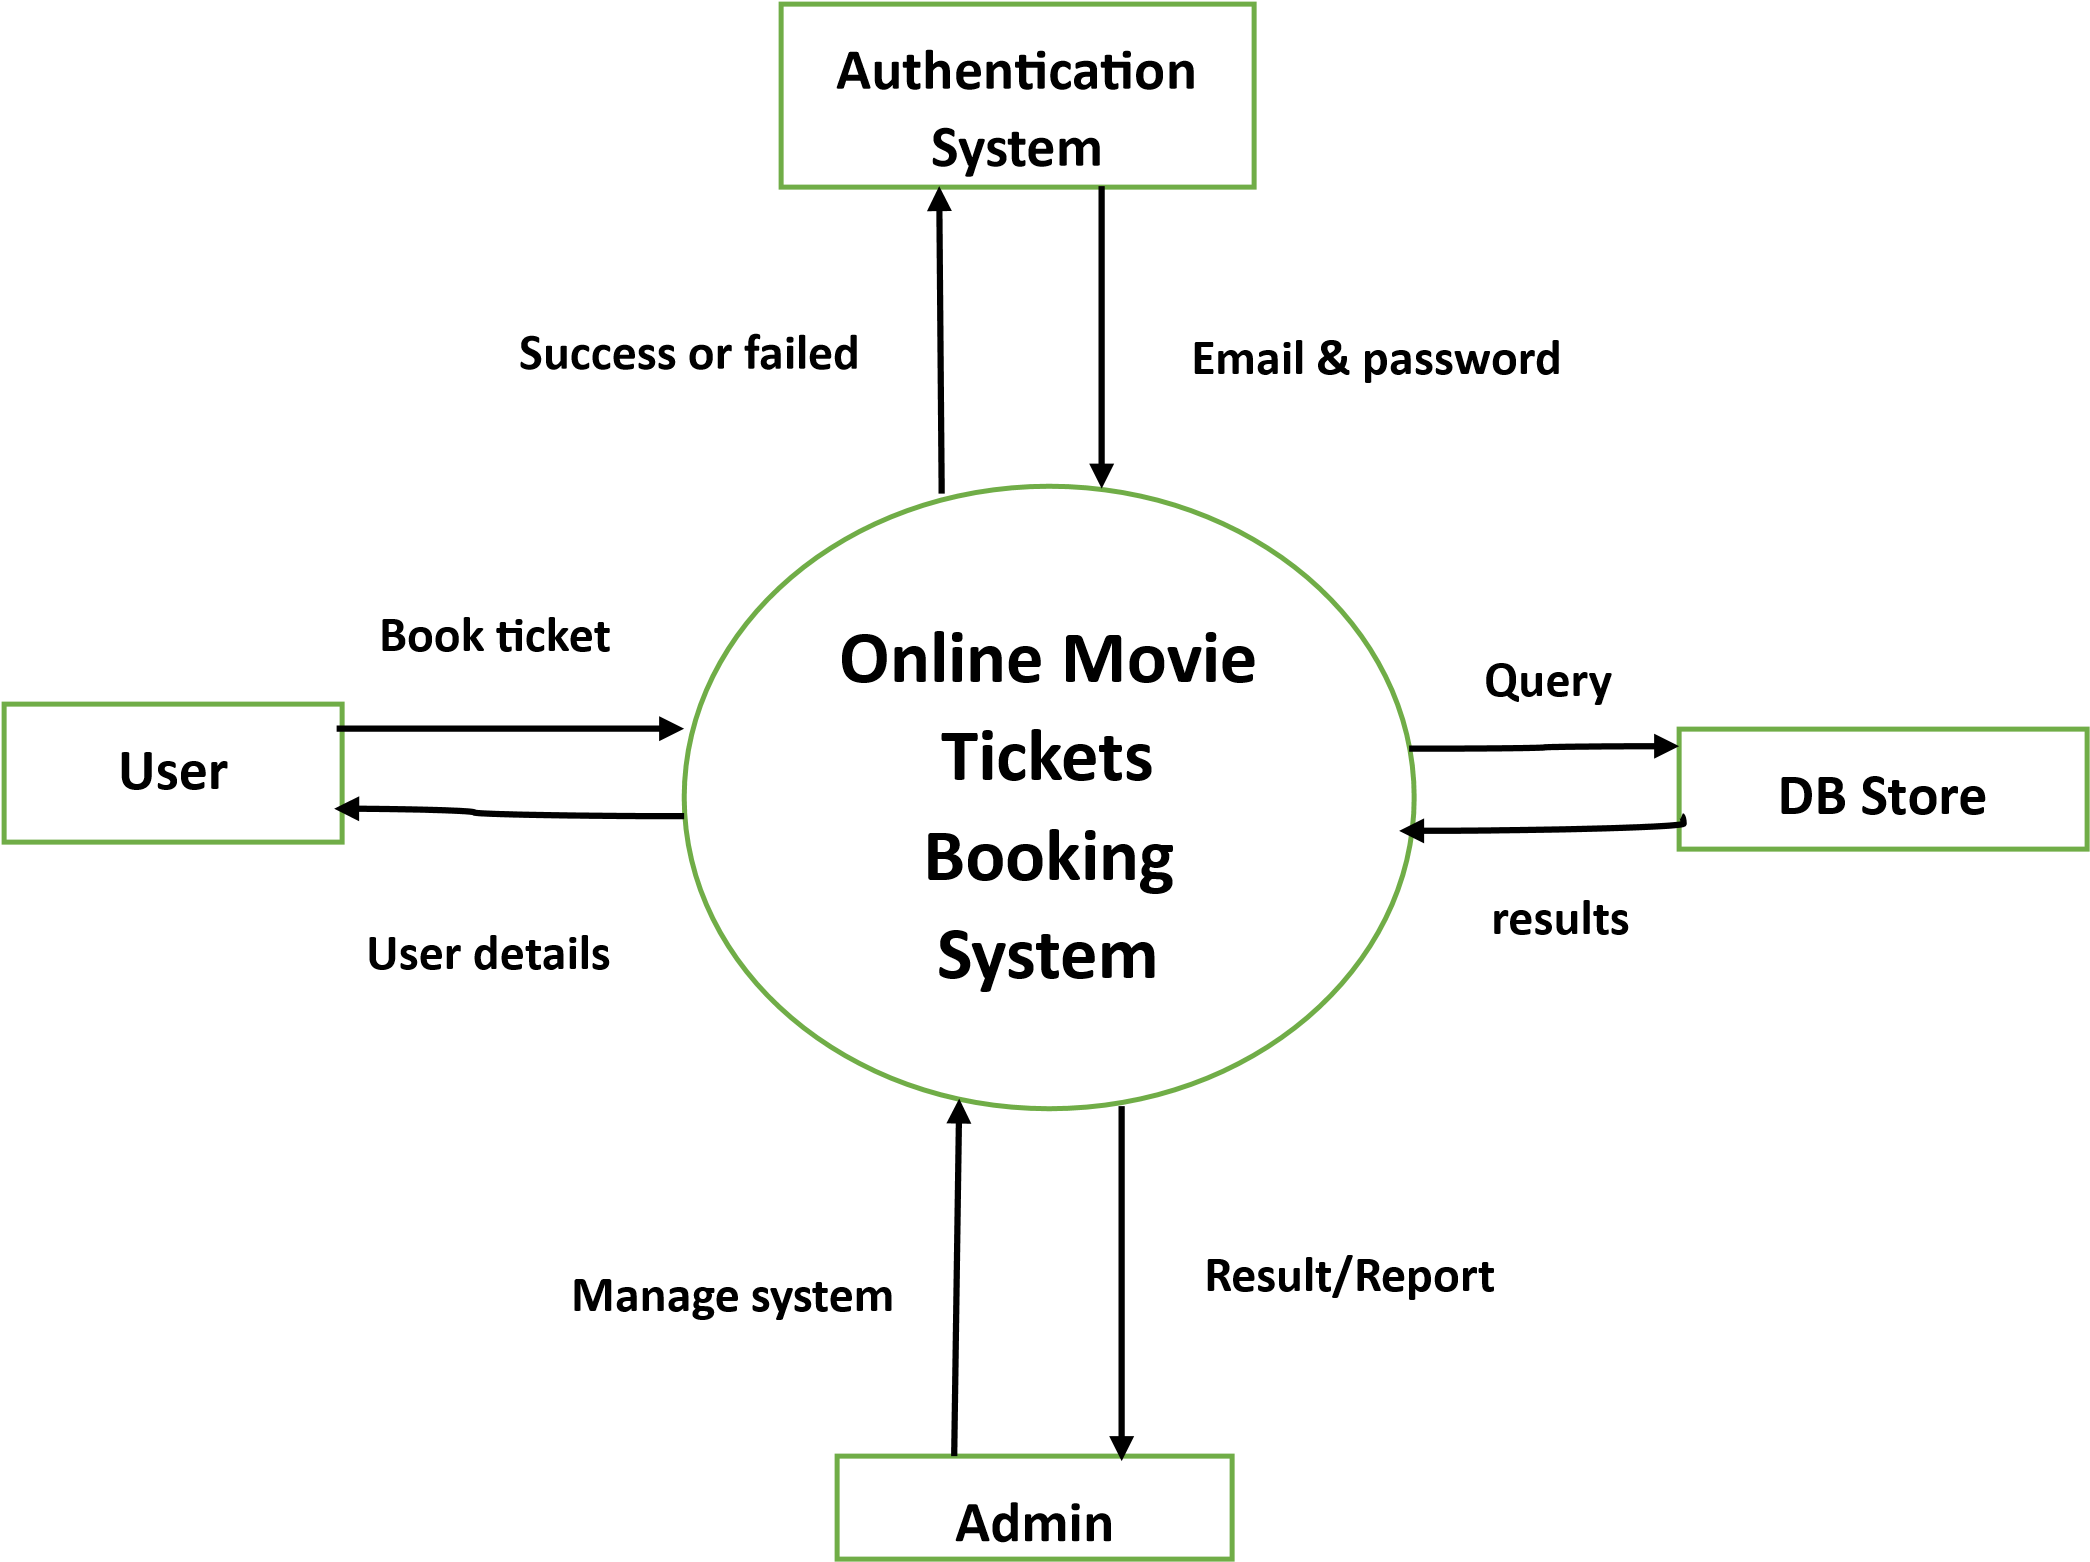 Authentication
System
Success or failed
Email & password
Book ticket
Online Movie
Tickets
Booking
System
Query
User
DB Store
User details
results
Manage system
Result/Report
Admin